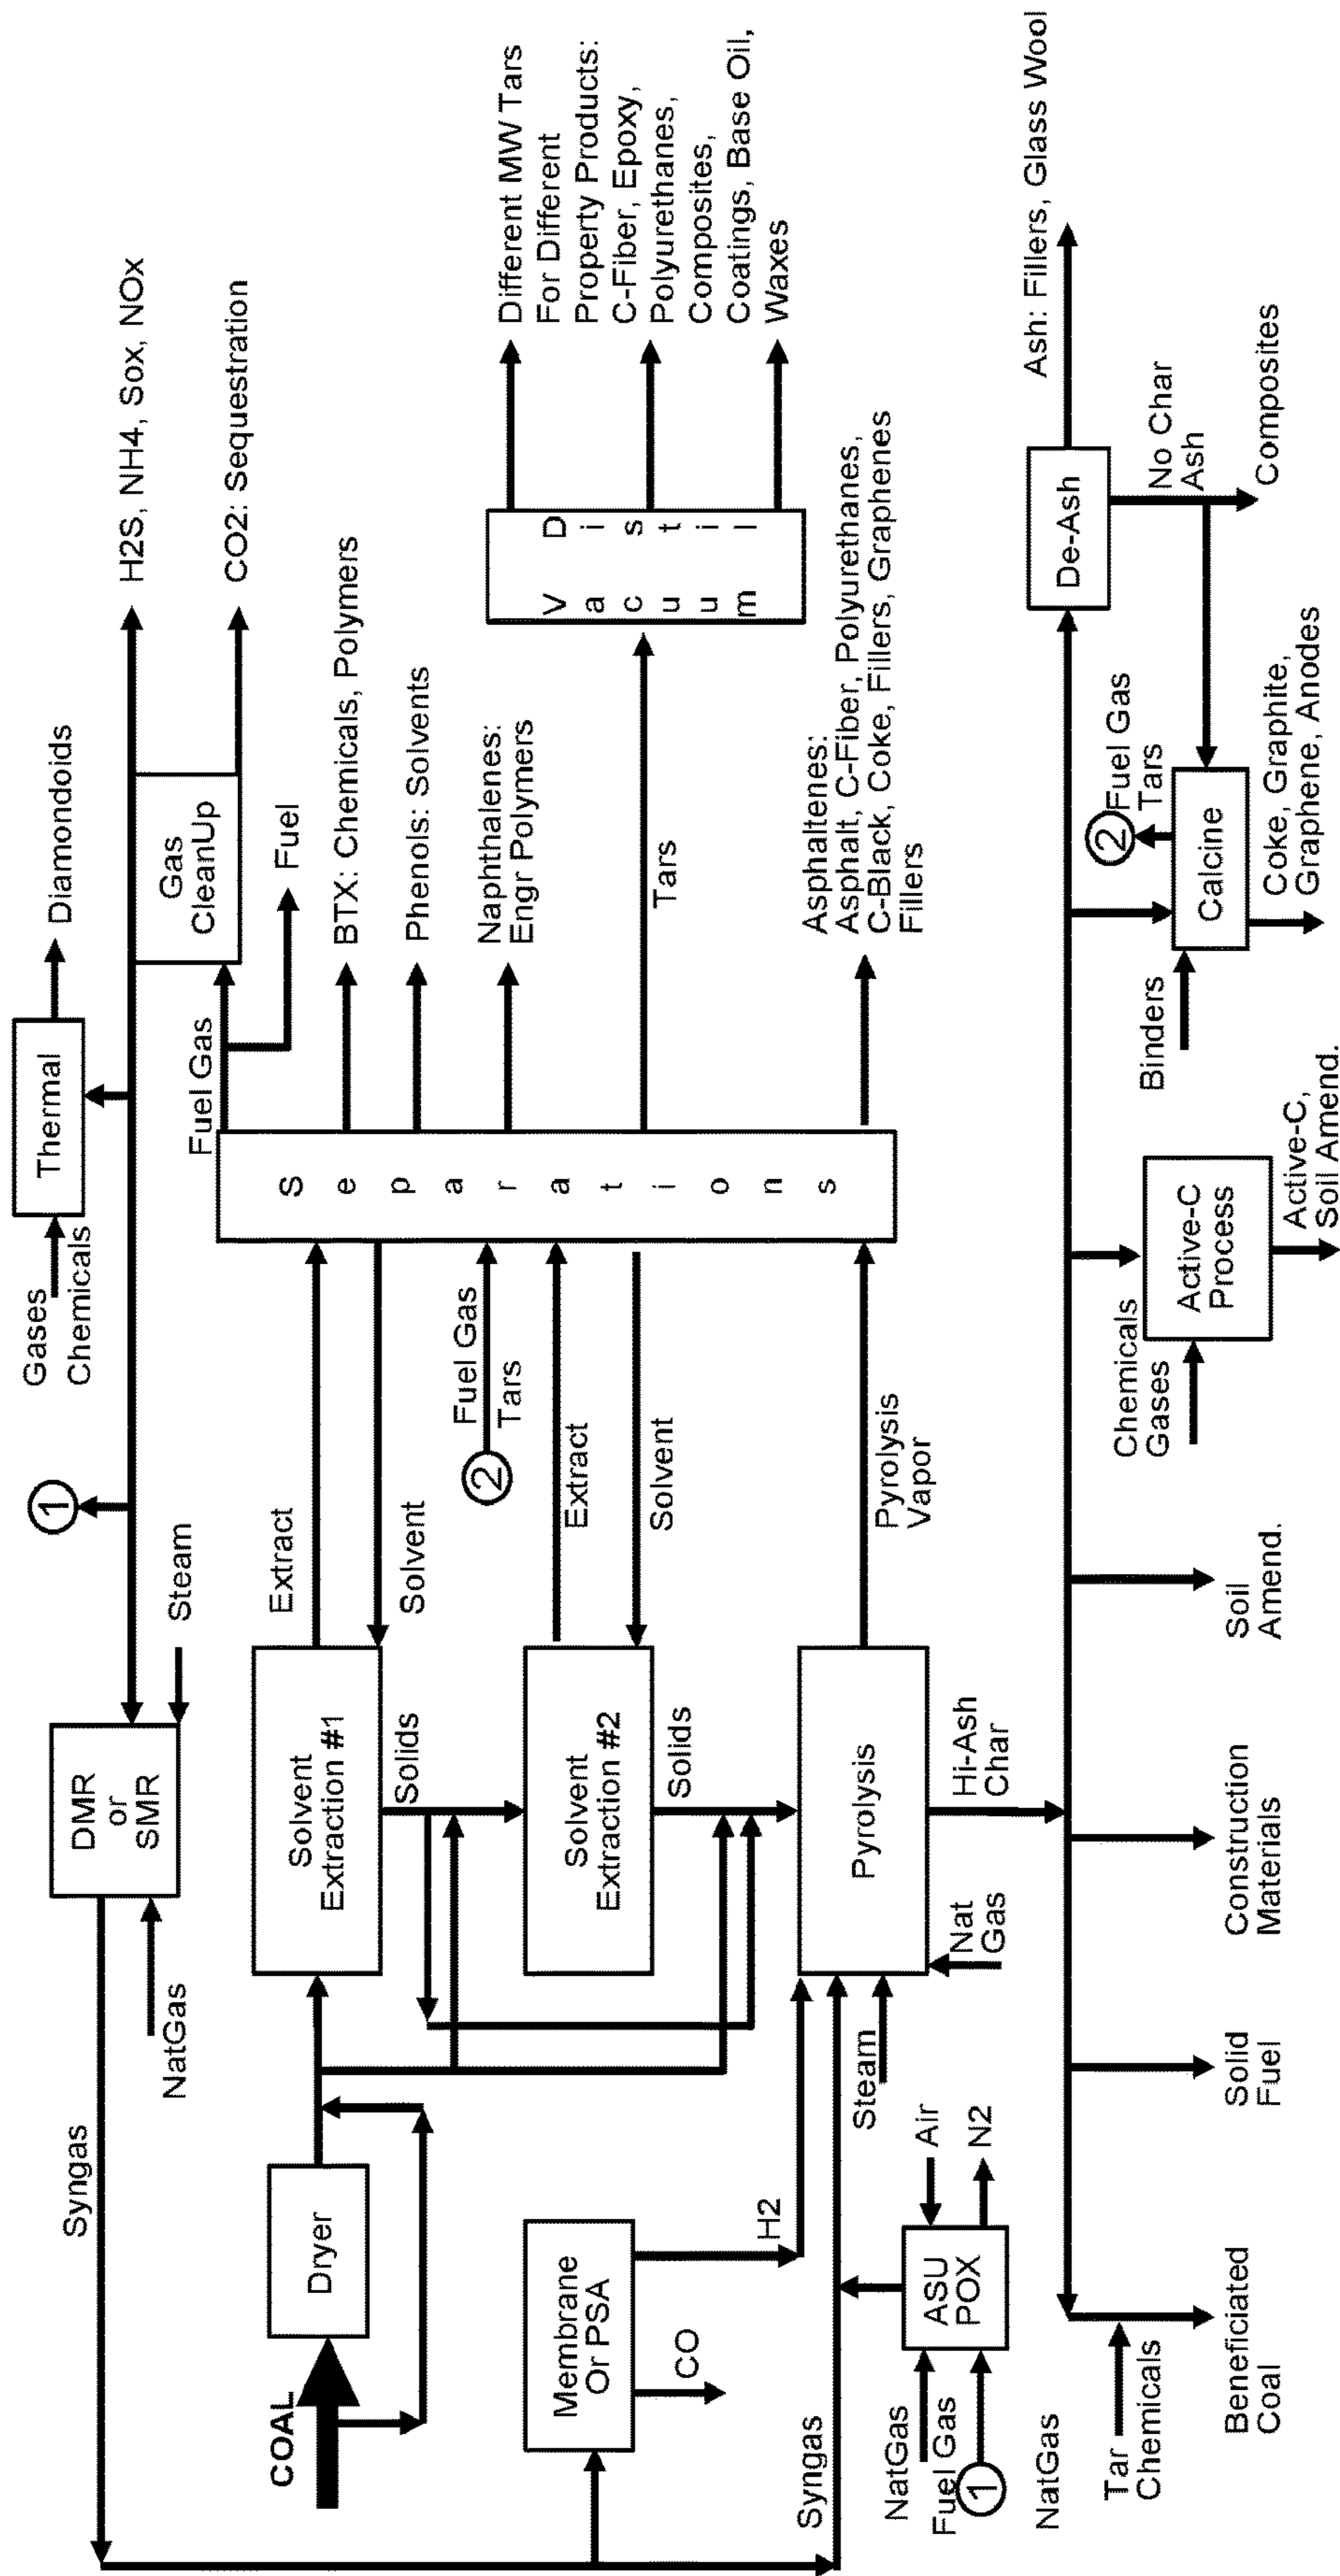 Gases
Chemicals
Thermal
Diamondoids
1
Syngas
DMR
or
SMR
Steam
NatGas
Gas
CleanUp
H2S, NH4, Sox, NOx
CO2: Sequestration
Fuel Gas
Fuel
COAL
Dryer
Solvent
Extraction #1
Extract
Solvent
Solids
Separations
BTX: Chemicals, Polymers
Phenols: Solvents
Naphthalenes:
Engr Polymers
2
Fuel Gas
Tars
Solvent
Extraction #2
Extract
Solvent
Solids
Tars
Vacuum
Distil
Different MW Tars
For Different
Property Products:
C-Fiber, Epoxy,
Polyurethanes,
Composites,
Coatings, Base Oil,
Waxes
Membrane
Or PSA
CO
H2
Syngas
Pyrolysis
Pyrolysis
Vapor
Asphaltenes:
Asphalt, C-Fiber, Polyurethanes,
C-Black, Coke, Fillers, Graphenes
Fillers
Steam
Nat
Gas
Hi-Ash
Char
ASU
POX
Air
N2
NatGas
Fuel Gas
1
NatGas
Tar
Chemicals
Beneficiated
Coal
Solid
Fuel
Construction
Materials
Soil
Amend.
Chemicals
Gases
Active-C
Process
Active-C,
Soil Amend.
Binders
Calcine
2
Fuel Gas
Tars
Coke, Graphite,
Graphene, Anodes
De-Ash
Ash: Fillers, Glass Wool
No Char
Ash
Composites